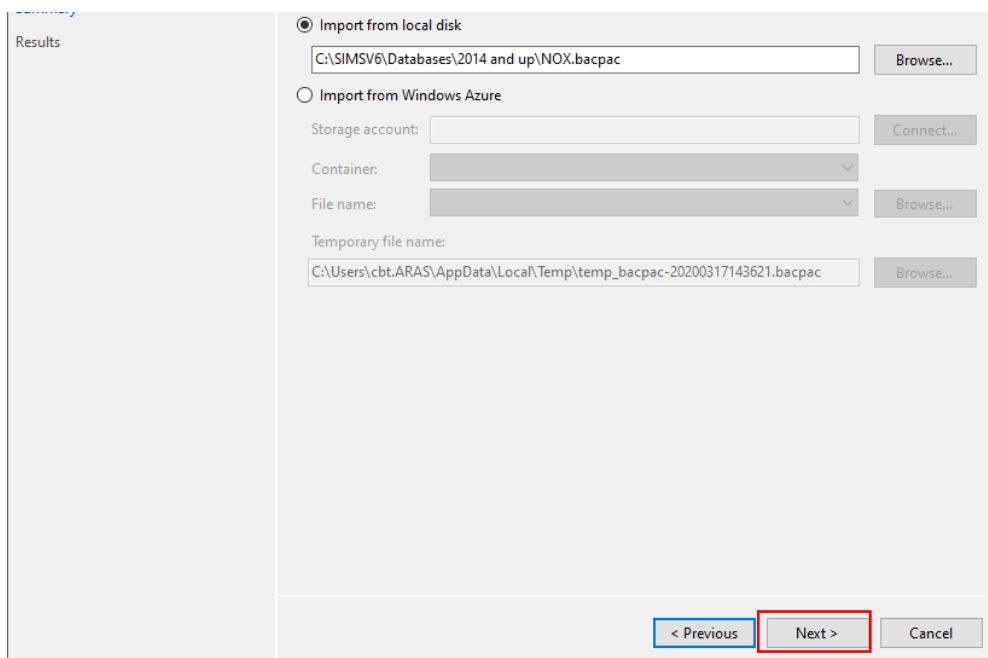 Summary
Results
Import from local disk
C:\SIMSV6\Databases\2014 and up\NOX.bacpac
Browse...
Import from Windows Azure
Storage account:
Connect...
Container:
File name:
Browse...
Temporary file name:
C:\Users\cbt.ARAS\AppData\Local\Temp\temp_bacpac-20200317143621.bacpac
Browse...
< Previous
Next >
Cancel